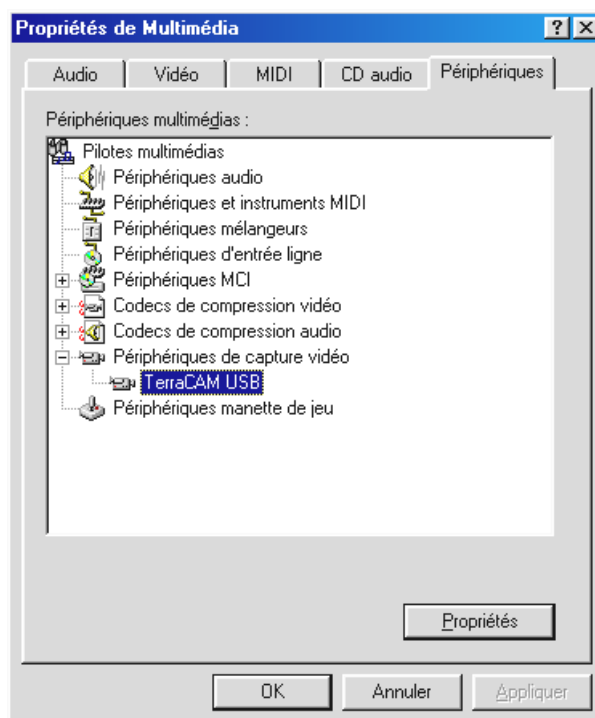 Propriétés de Multimédia
Audio Vidéo MIDI CD audio Périphériques
Périphériques multimédias :
Pilotes multimédias
Périphériques audio
Périphériques et instruments MIDI
Périphériques mélangeurs
Périphériques d'entrée ligne
Périphériques MCI
Codecs de compression vidéo
Codecs de compression audio
Périphériques de capture vidéo
TerraCAM USB
Périphériques manette de jeu
Propriétés
OK Annuler Appliquer